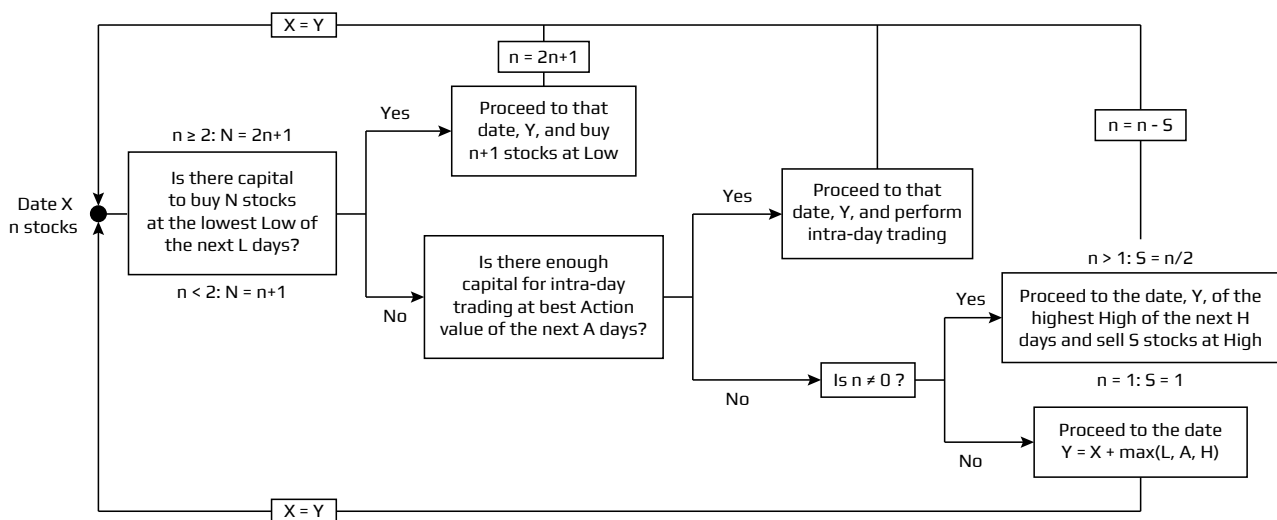 X = Y
n = 2n+1
Yes
Proceed to that
date, Y, and buy
n+1 stocks at Low
n = n - S
n ≥ 2: N = 2n+1
Is there capital
to buy N stocks
at the lowest Low of
the next L days?
n < 2: N = n+1
Date X
n stocks
Yes
Proceed to that
date, Y, and perform
intra-day trading
No
Is there enough
capital for intra-day
trading at best Action
value of the next A days?
n > 1: S = n/2
Yes
Proceed to the date, Y, of the
highest High of the next H
days and sell S stocks at High
n = 1: S = 1
No
Is n ≠ 0 ?
No
Proceed to the date
Y = X + max(L, A, H)
X = Y